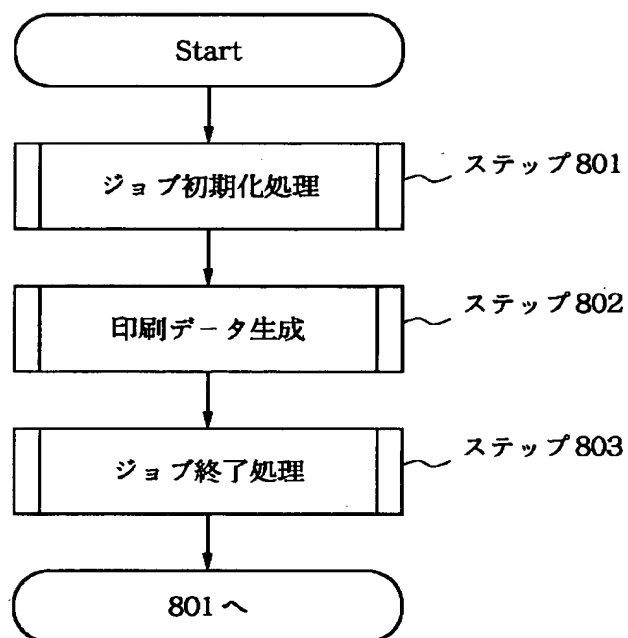 Start
ジョブ初期化処理
ステップ801
印刷データ生成
ステップ802
ジョブ終了処理
ステップ803
801へ